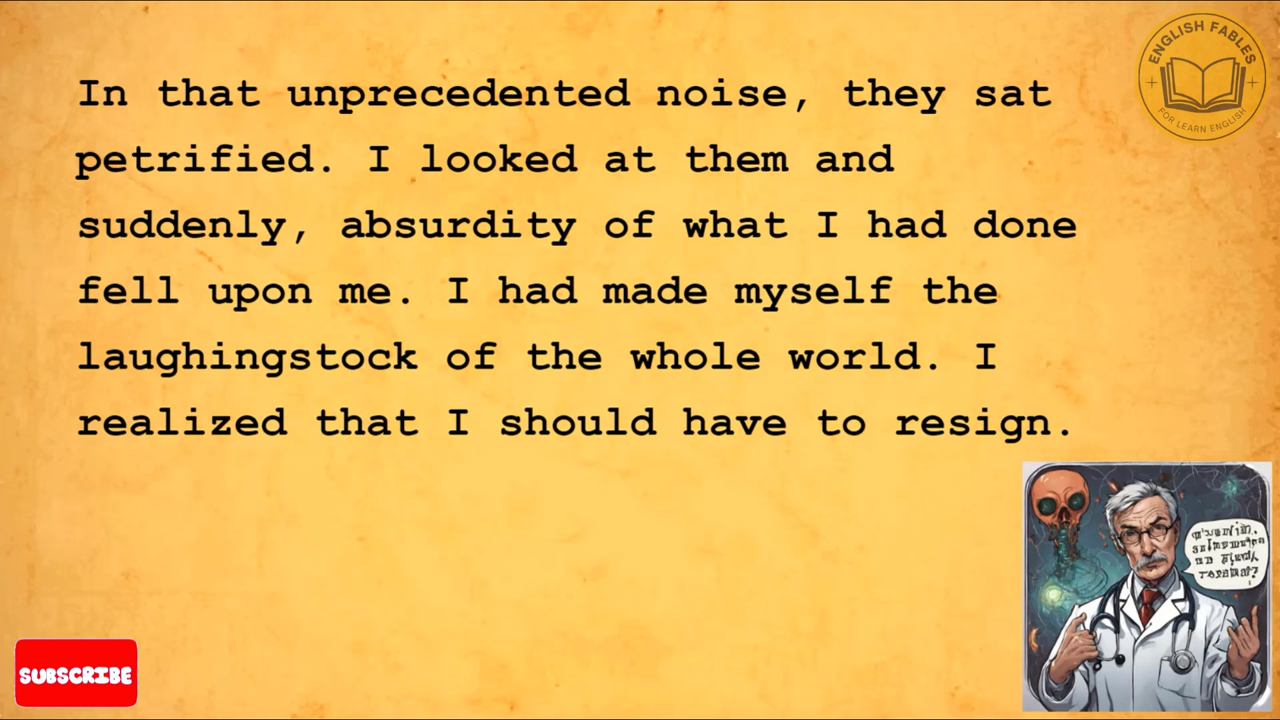 ENGLISH FABLES
FOR LEARN ENGLISH
In that unprecedented noise, they sat
petrified. I looked at them and
suddenly, absurdity of what I had done
fell upon me. I had made myself the
laughingstock of the whole world. I
realized that I should have to resign.
SUBSCRIBE